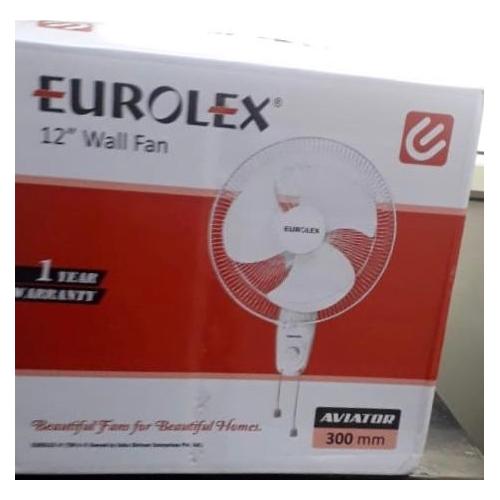 EUROLEX®
12" Wall Fan
EUROLEX
1 YEAR
WARRANTY
Beautiful Fans for Beautiful Homes.
AVIATOR
300 mm